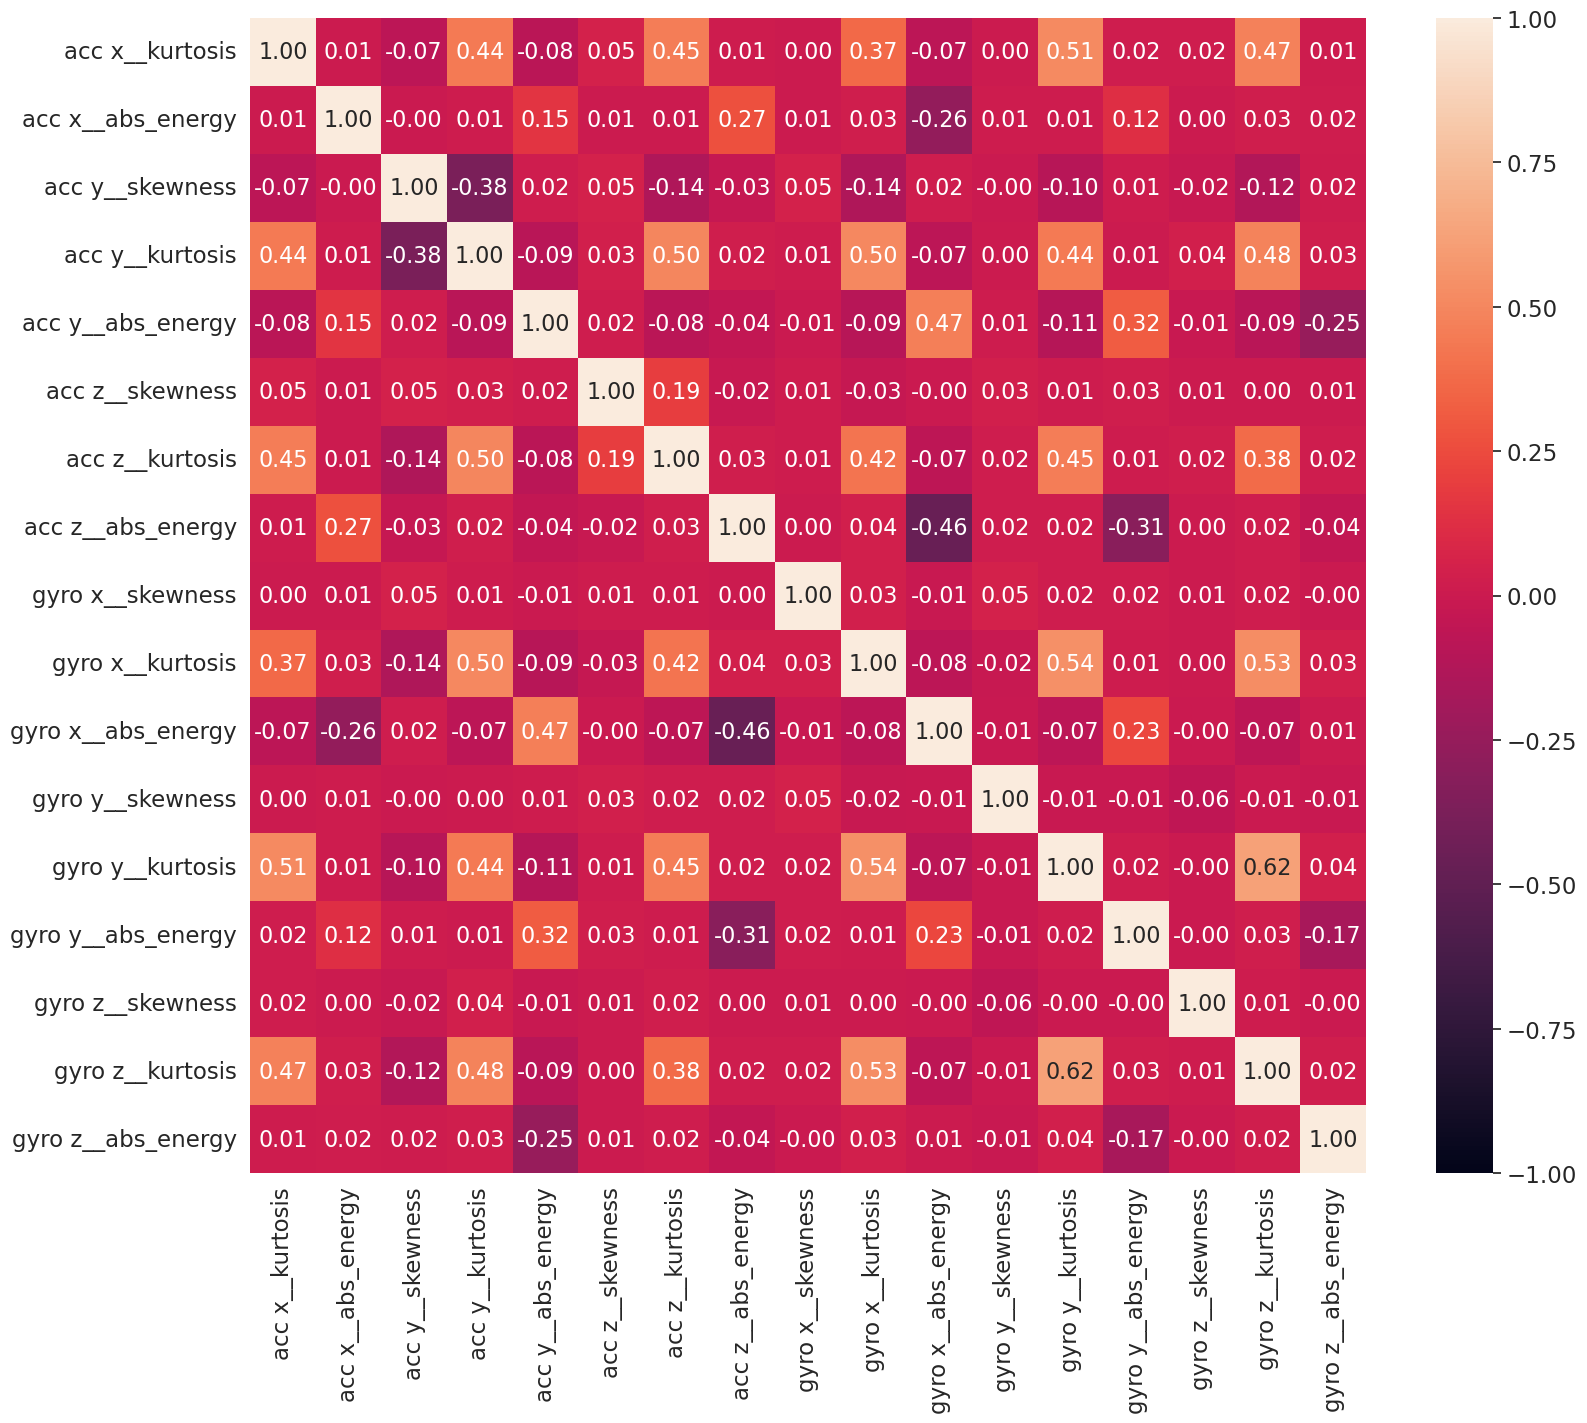 acc x__kurtosis 1.00 0.01 -0.07 0.44 -0.08 0.05 0.45 0.01 0.00 0.37 -0.07 0.00 0.51 0.02 0.02 0.47 0.01
acc x__abs_energy 0.01 1.00 -0.00 0.01 0.15 0.01 0.01 0.27 0.01 0.03 -0.26 0.01 0.01 0.12 0.00 0.03 0.02
acc y__skewness -0.07 -0.00 1.00 -0.38 0.02 0.05 -0.14 -0.03 0.05 -0.14 0.02 -0.00 -0.10 0.01 -0.02 -0.12 0.02
acc y__kurtosis 0.44 0.01 -0.38 1.00 -0.09 0.03 0.50 0.02 0.01 0.50 -0.07 0.00 0.44 0.01 0.04 0.48 0.03
acc y__abs_energy -0.08 0.15 0.02 -0.09 1.00 0.02 -0.08 -0.04 -0.01 -0.09 0.47 0.01 -0.11 0.32 -0.01 -0.09 -0.25
acc z__skewness 0.05 0.01 0.05 0.03 0.02 1.00 0.19 -0.02 0.01 -0.03 -0.00 0.03 0.01 0.03 0.01 0.00 0.01
acc z__kurtosis 0.45 0.01 -0.14 0.50 -0.08 0.19 1.00 0.03 0.01 0.42 -0.07 0.02 0.45 0.01 0.02 0.38 0.02
acc z__abs_energy 0.01 0.27 -0.03 0.02 -0.04 -0.02 0.03 1.00 0.00 0.04 -0.46 0.02 0.02 -0.31 0.00 0.02 -0.04
gyro x__skewness 0.00 0.01 0.05 0.01 -0.01 0.01 0.01 0.00 1.00 0.03 -0.01 0.05 0.02 0.02 0.01 0.02 -0.00
gyro x__kurtosis 0.37 0.03 -0.14 0.50 -0.09 -0.03 0.42 0.04 0.03 1.00 -0.08 -0.02 0.54 0.01 0.00 0.53 0.03
gyro x__abs_energy -0.07 -0.26 0.02 -0.07 0.47 -0.00 -0.07 -0.46 -0.01 -0.08 1.00 -0.01 -0.07 0.23 -0.00 -0.07 0.01
gyro y__skewness 0.00 0.01 -0.00 0.00 0.01 0.03 0.02 0.02 0.05 -0.02 -0.01 1.00 -0.01 -0.01 -0.06 -0.01 -0.01
gyro y__kurtosis 0.51 0.01 -0.10 0.44 -0.11 0.01 0.45 0.02 0.02 0.54 -0.07 -0.01 1.00 0.02 -0.00 0.62 0.04
gyro y__abs_energy 0.02 0.12 0.01 0.01 0.32 0.03 0.01 -0.31 0.02 0.01 0.23 -0.01 0.02 1.00 -0.00 0.03 -0.17
gyro z__skewness 0.02 0.00 -0.02 0.04 -0.01 0.01 0.02 0.00 0.01 0.00 -0.00 -0.06 -0.00 -0.00 1.00 0.01 -0.00
gyro z__kurtosis 0.47 0.03 -0.12 0.48 -0.09 0.00 0.38 0.02 0.02 0.53 -0.07 -0.01 0.62 0.03 0.01 1.00 0.02
gyro z__abs_energy 0.01 0.02 0.02 0.03 -0.25 0.01 0.02 -0.04 -0.00 0.03 0.01 -0.01 0.04 -0.17 -0.00 0.02 1.00
acc x__kurtosis
acc x__abs_energy
acc y__skewness
acc y__kurtosis
acc y__abs_energy
acc z__skewness
acc z__kurtosis
acc z__abs_energy
gyro x__skewness
gyro x__kurtosis
gyro x__abs_energy
gyro y__skewness
gyro y__kurtosis
gyro y__abs_energy
gyro z__skewness
gyro z__kurtosis
gyro z__abs_energy
1.00
0.75
0.50
0.25
0.00
−0.25
−0.50
−0.75
−1.00